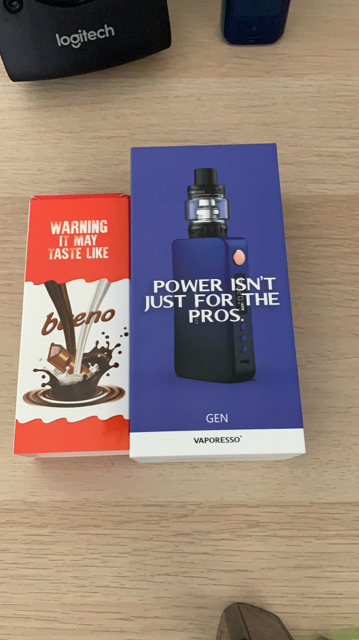 logitech
WARNING
IT MAY
TASTE LIKE
bueno
POWER ISN'T
JUST FOR THE
PROS.
GEN
VAPORESSO